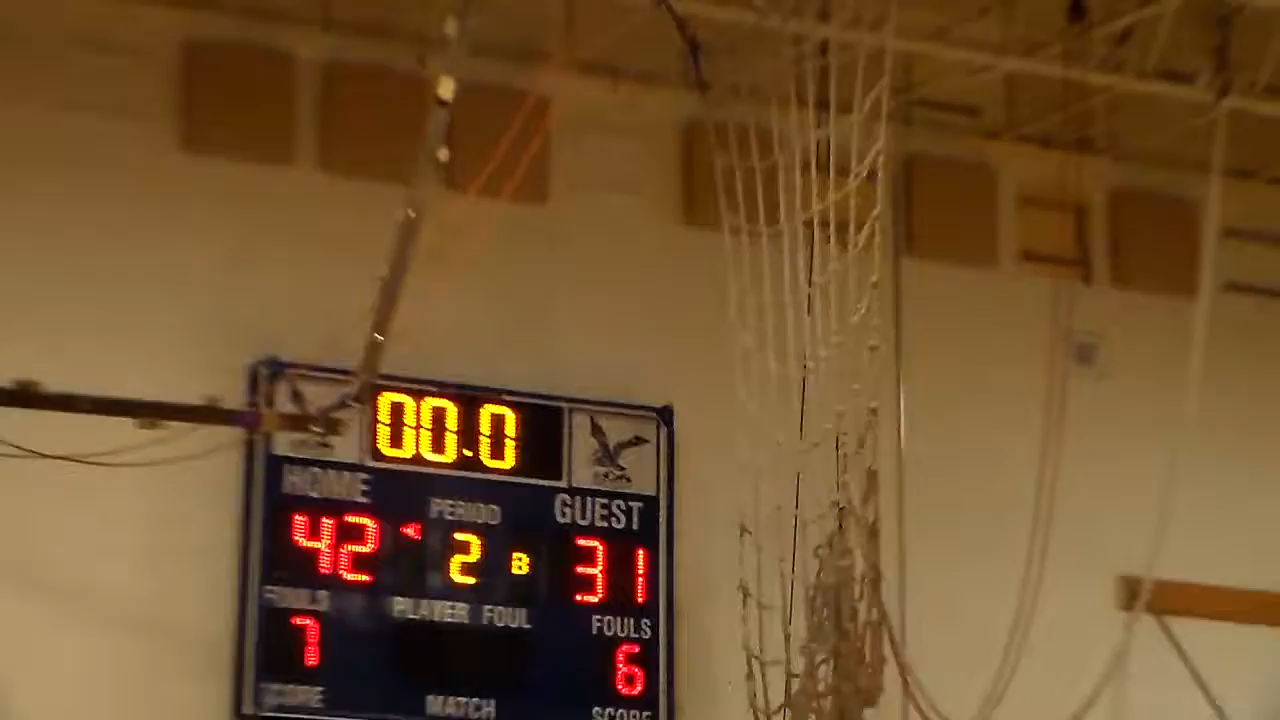 00.0
HOME PERIOD GUEST
42 2 B 31
FOULS PLAYER FOUL FOULS
7 6
SCORE MATCH SCORE